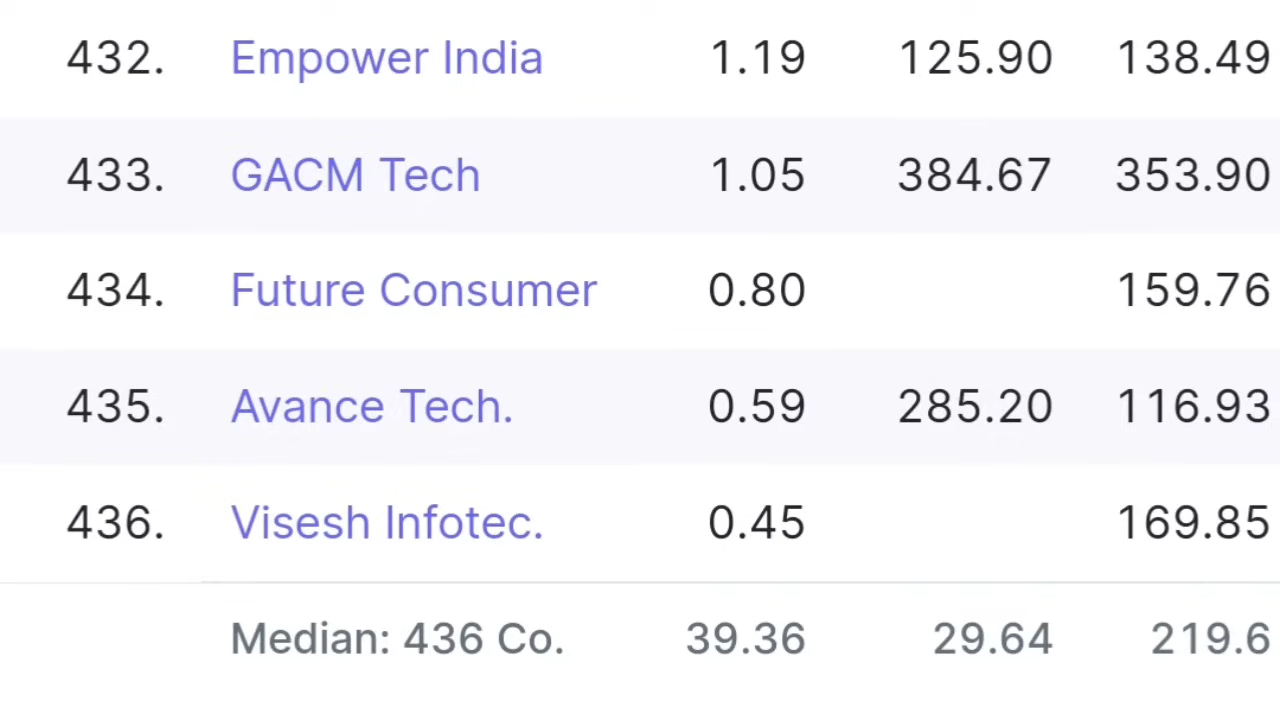 432. Empower India 1.19 125.90 138.49
433. GACM Tech 1.05 384.67 353.90
434. Future Consumer 0.80 159.76
435. Avance Tech. 0.59 285.20 116.93
436. Visesh Infotec. 0.45 169.85
Median: 436 Co. 39.36 29.64 219.6